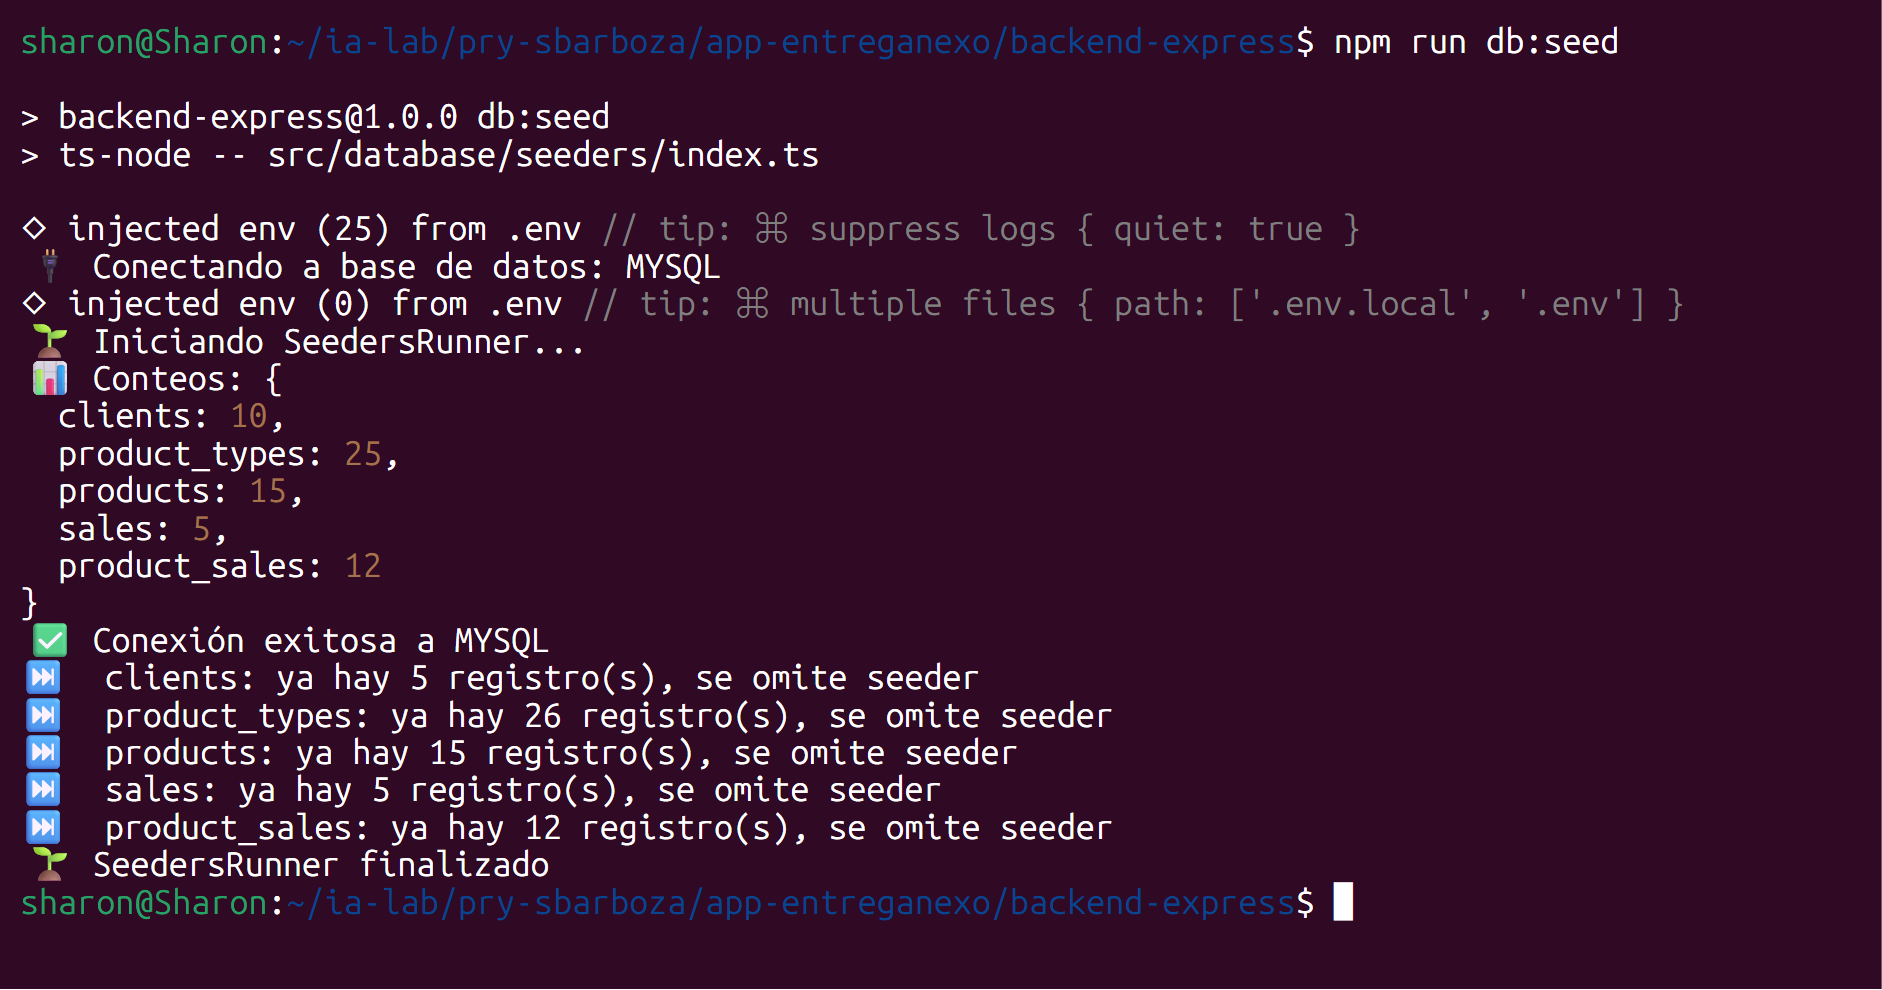 sharon@Sharon:~/ia-lab/pry-sbarboza/app-entreganexo/backend-express$ npm run db:seed
> backend-express@1.0.0 db:seed
> ts-node -- src/database/seeders/index.ts
◇ injected env (25) from .env // tip: ⌘ suppress logs { quiet: true }
🔌 Conectando a base de datos: MYSQL
◇ injected env (0) from .env // tip: ⌘ multiple files { path: ['.env.local', '.env'] }
🌱 Iniciando SeedersRunner...
📊 Conteos: {
  clients: 10,
  product_types: 25,
  products: 15,
  sales: 5,
  product_sales: 12
}
✅ Conexión exitosa a MYSQL
⏭ clients: ya hay 5 registro(s), se omite seeder
⏭ product_types: ya hay 26 registro(s), se omite seeder
⏭ products: ya hay 15 registro(s), se omite seeder
⏭ sales: ya hay 5 registro(s), se omite seeder
⏭ product_sales: ya hay 12 registro(s), se omite seeder
🌱 SeedersRunner finalizado
sharon@Sharon:~/ia-lab/pry-sbarboza/app-entreganexo/backend-express$